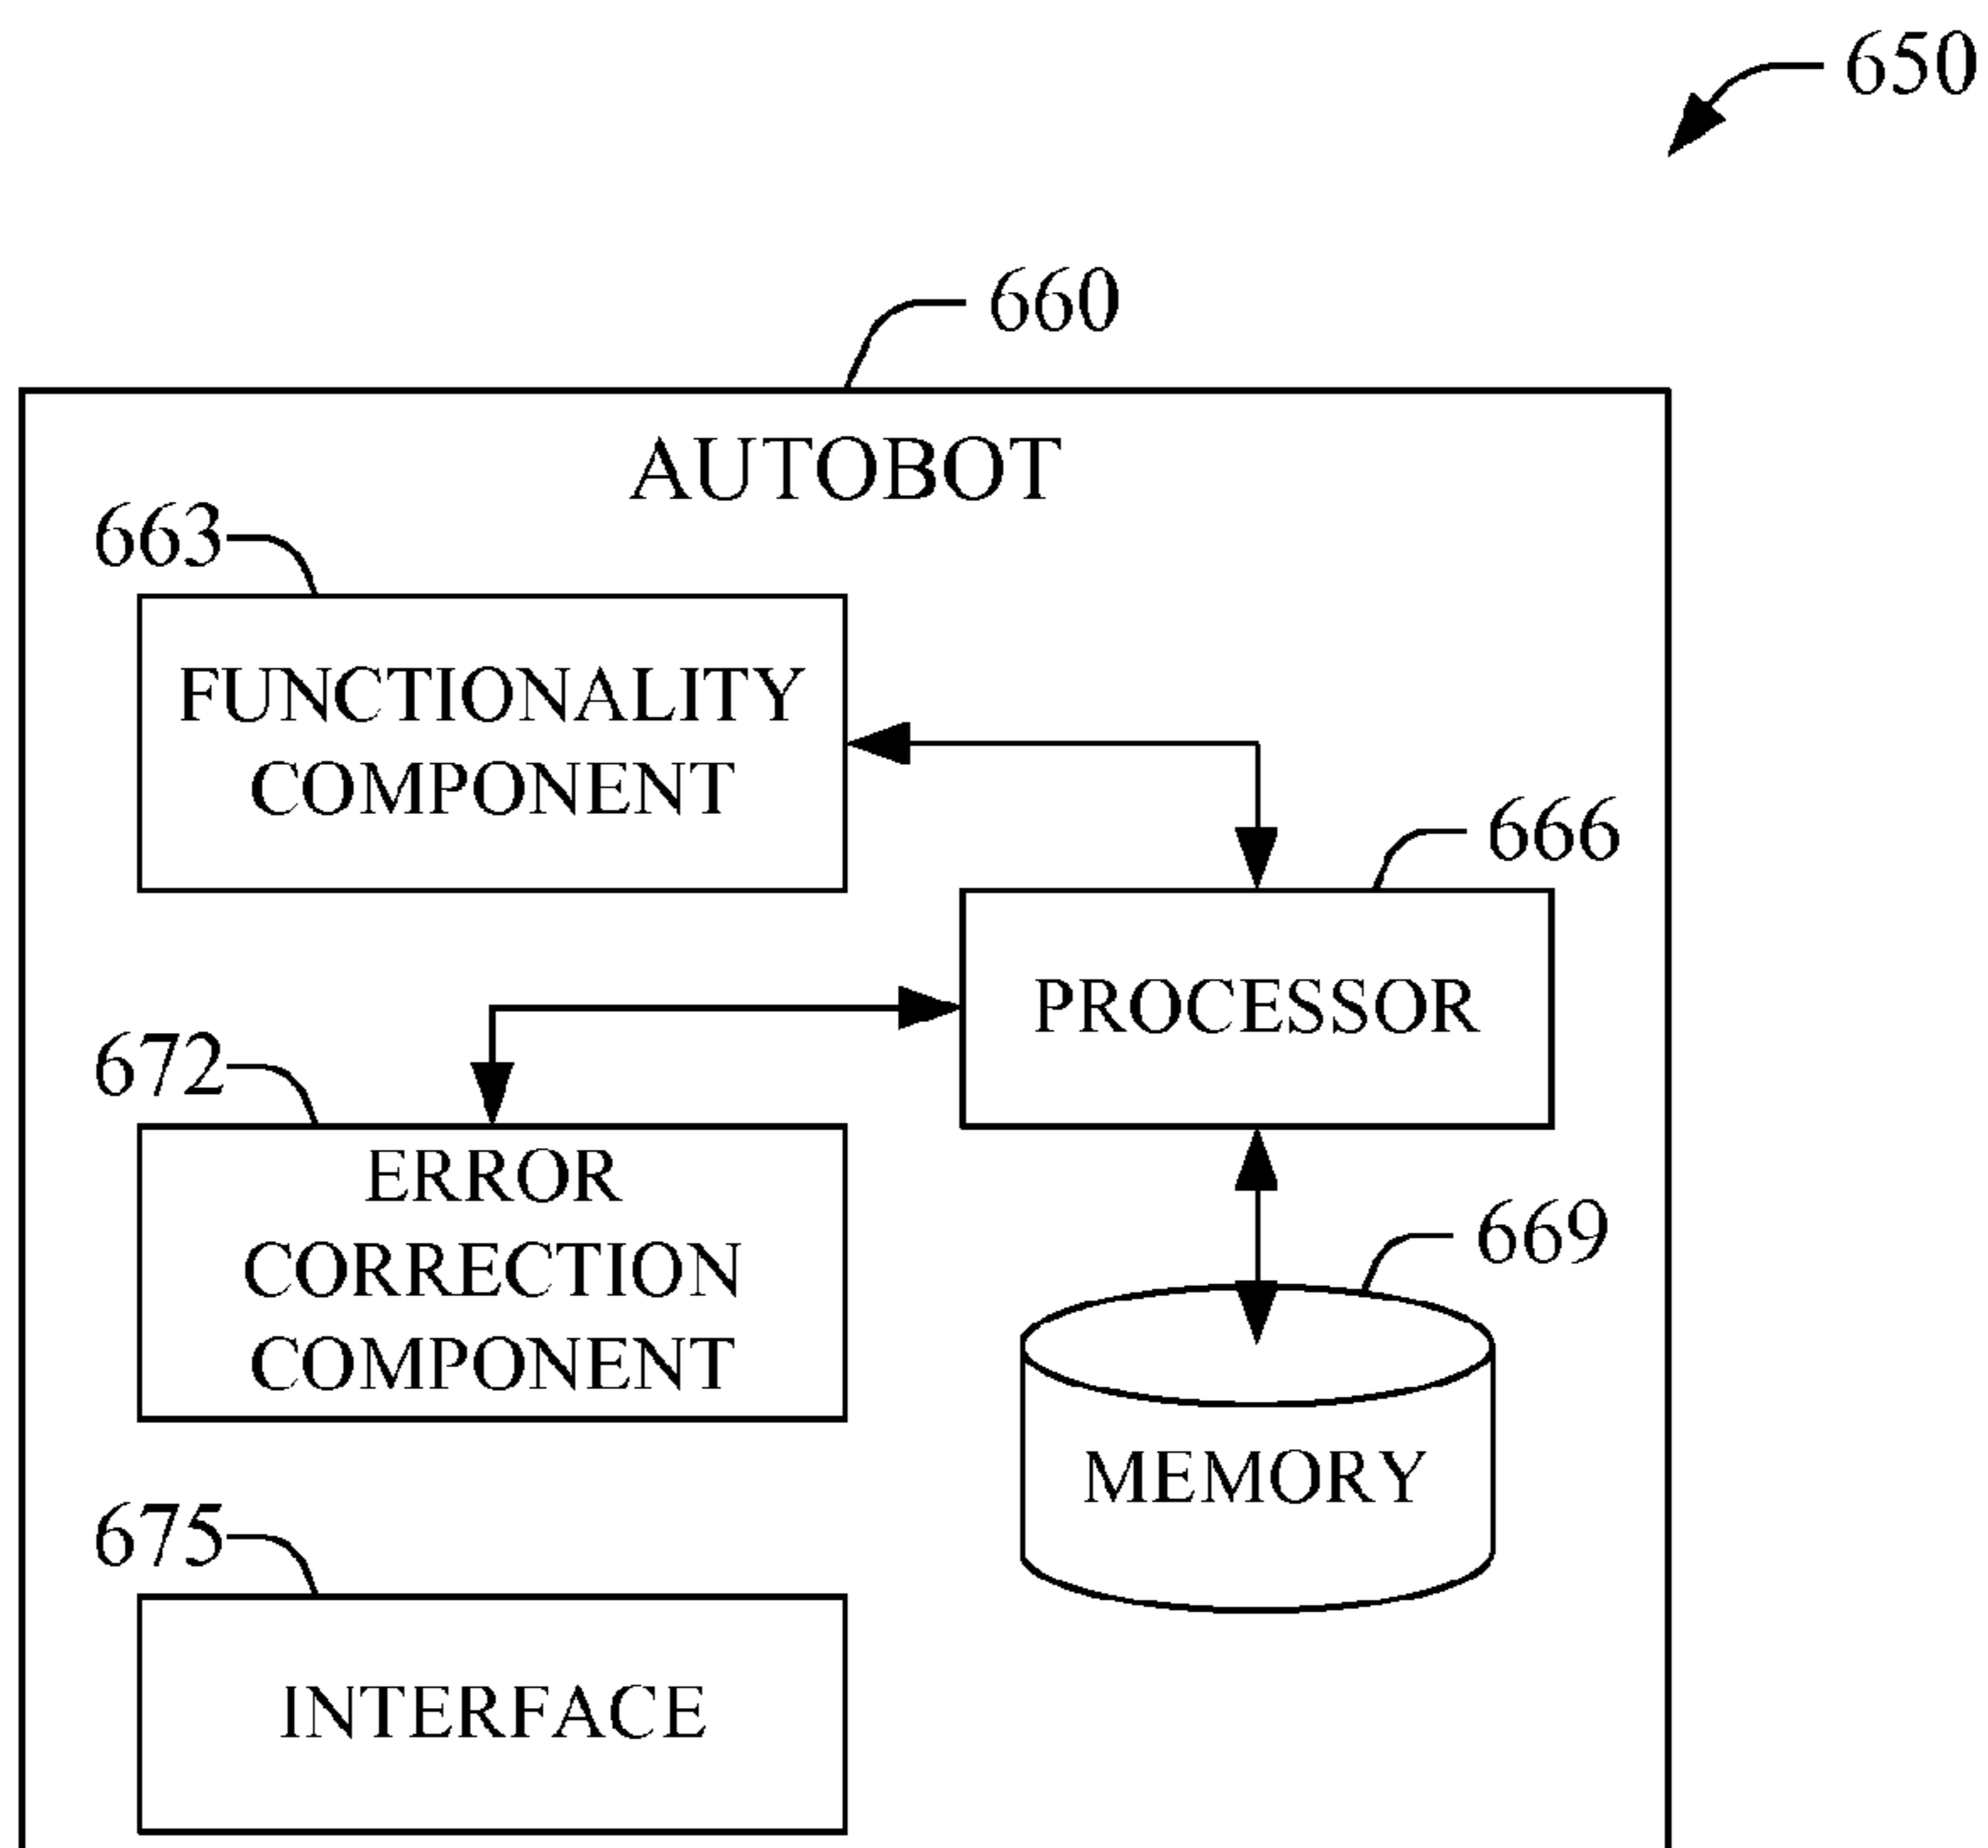 650
660
AUTOBOT
663
FUNCTIONALITY
COMPONENT
666
PROCESSOR
672
ERROR
CORRECTION
COMPONENT
669
MEMORY
675
INTERFACE